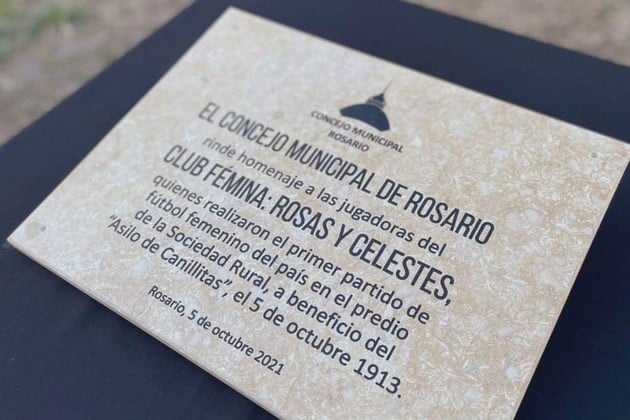 CONCEJO MUNICIPAL
ROSARIO
EL CONCEJO MUNICIPAL DE ROSARIO
rinde homenaje a las jugadoras del
CLUB FÉMINA: ROSAS Y CELESTES,
quienes realizaron el primer partido de
fútbol femenino del país en el predio
de la Sociedad Rural, a beneficio del
"Asilo de Canillitas", el 5 de octubre 1913.
Rosario, 5 de octubre 2021